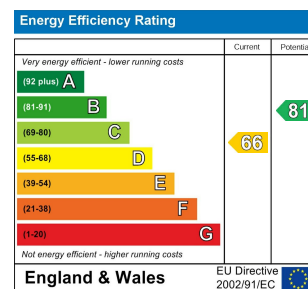 Energy Efficiency Rating
Current
Potentia
Very energy efficient - lower running costs
(92 plus) A
(81-91) B
81
(69-80) C
66
(55-68) D
(39-54) E
(21-38) F
(1-20) G
Not energy efficient - higher running costs
England & Wales
EU Directive
2002/91/EC